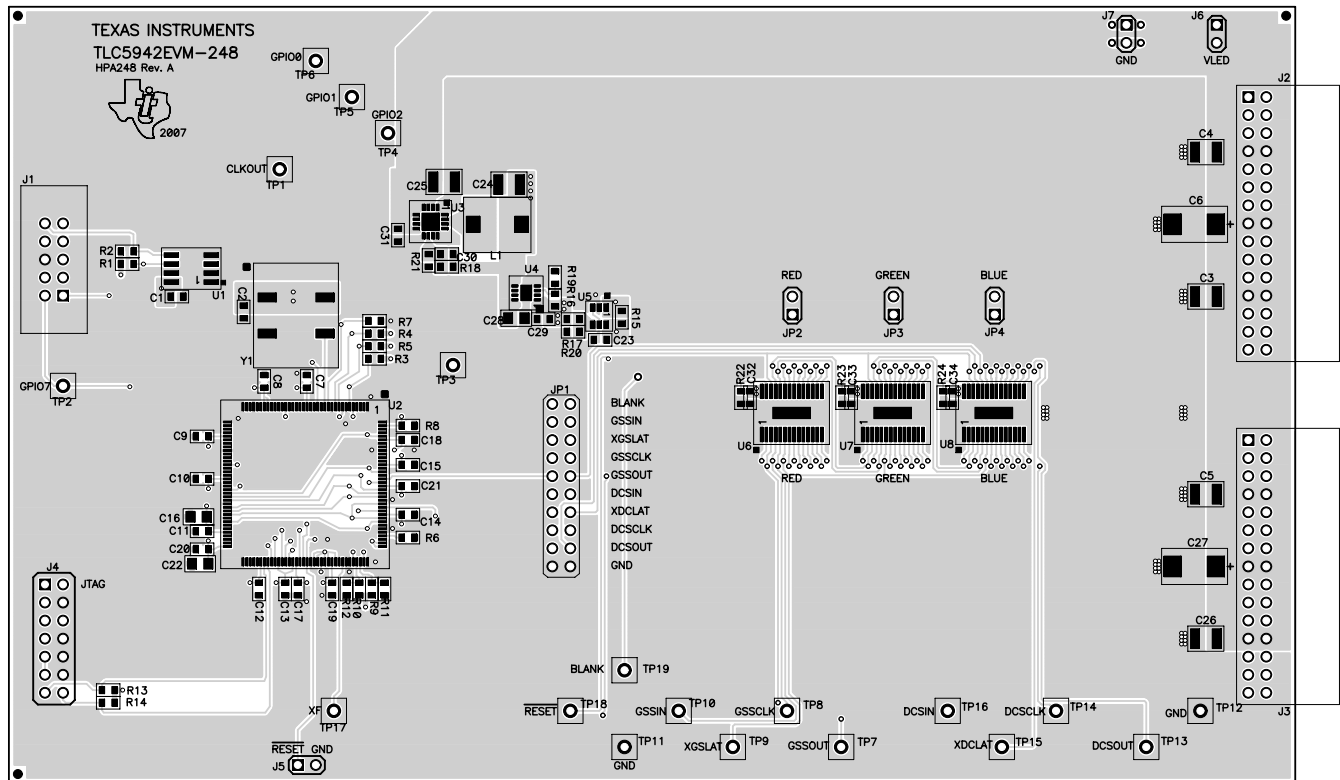 TEXAS INSTRUMENTS
TLC5942EVM-248
HPA248 Rev. A
2007
GPIO0
TP6
GPIO1
TP5
GPIO2
TP4
CLKOUT
TP1
J7
GND
J6
VLED
J2
C4
C6
+
C3
J1
R2
R1
C1
1
U1
C2
Y1
C25
U3
C24
C31
L1
R21
C30
R18
U4
R19
R16
U5
1
R15
C28
C29
R17
R20
C23
R7
R4
R5
R3
TP3
C8
C7
GPIO7
TP2
RED
JP2
GREEN
JP3
BLUE
JP4
R22
C32
R23
C33
R24
C34
1
U6
1
U7
1
U8
RED
GREEN
BLUE
JP1
BLANK
GSSIN
XGSLAT
GSSCLK
GSSOUT
DCSIN
XDCLAT
DCSCLK
DCSOUT
GND
1
U2
R8
C18
C15
C21
C14
R6
C9
C10
C16
C11
C20
C22
C12
C13
C17
C19
R12
R10
R9
R11
C5
C27
+
C26
J3
J4
JTAG
R13
R14
XF
TP17
RESET GND
J5
BLANK
TP19
RESET
TP18
GND
TP11
GSSIN
TP10
XGSLAT
TP9
GSSCLK
TP8
GSSOUT
TP7
DCSIN
TP16
XDCLAT
TP15
DCSCLK
TP14
DCSOUT
TP13
GND
TP12